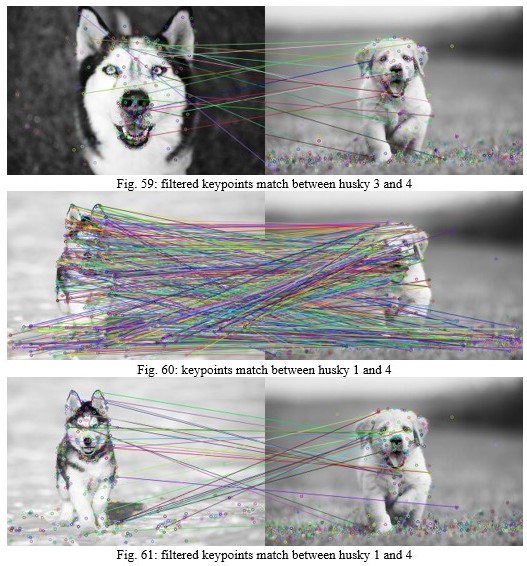 Fig. 59: filtered keypoints match between husky 3 and 4
Fig. 60: keypoints match between husky 1 and 4
Fig. 61: filtered keypoints match between husky 1 and 4